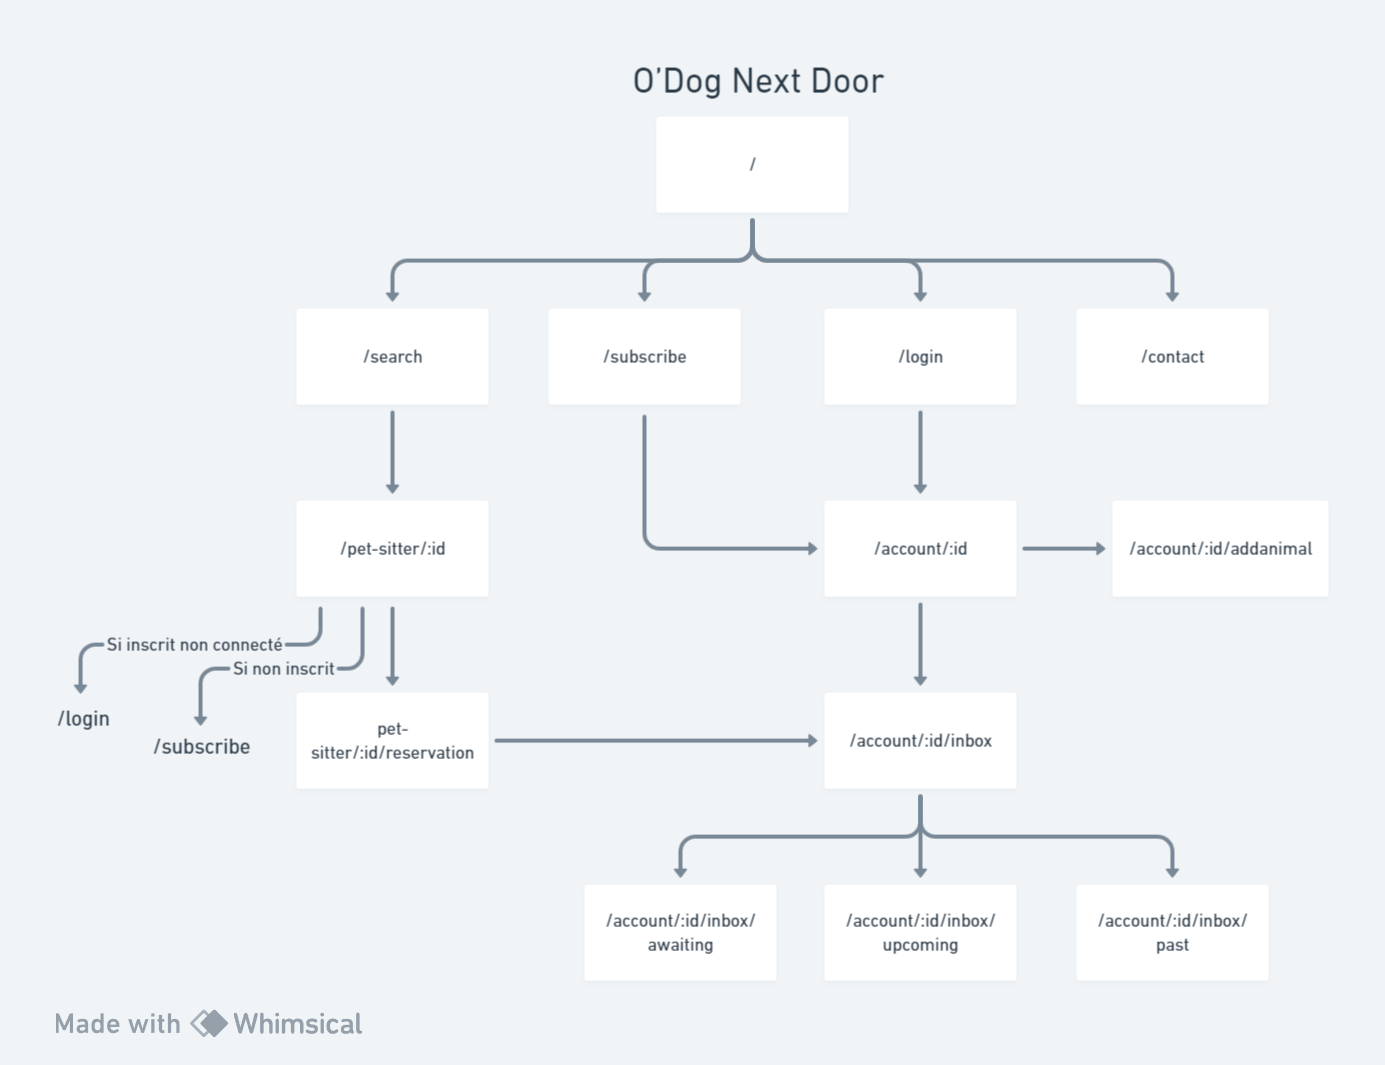 O’Dog Next Door
/
/search
/subscribe
/login
/contact
/pet-sitter/:id
/account/:id
/account/:id/addanimal
Si inscrit non connecté
Si non inscrit
/login
/subscribe
pet-
sitter/:id/reservation
/account/:id/inbox
/account/:id/inbox/
awaiting
/account/:id/inbox/
upcoming
/account/:id/inbox/
past
Made with Whimsical